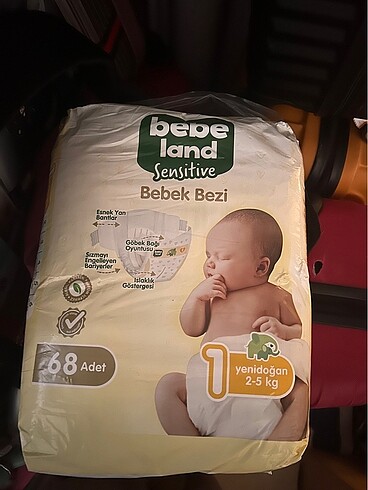 bebe
land
Sensitive
Bebek Bezi
Esnek Yan
Bantlar
Göbek Bağı
Oyuntusu
Sızmayı
Engelleyen
Bariyerler
Islaklık
Göstergesi
68 Adet
1 yenidoğan
2-5 kg